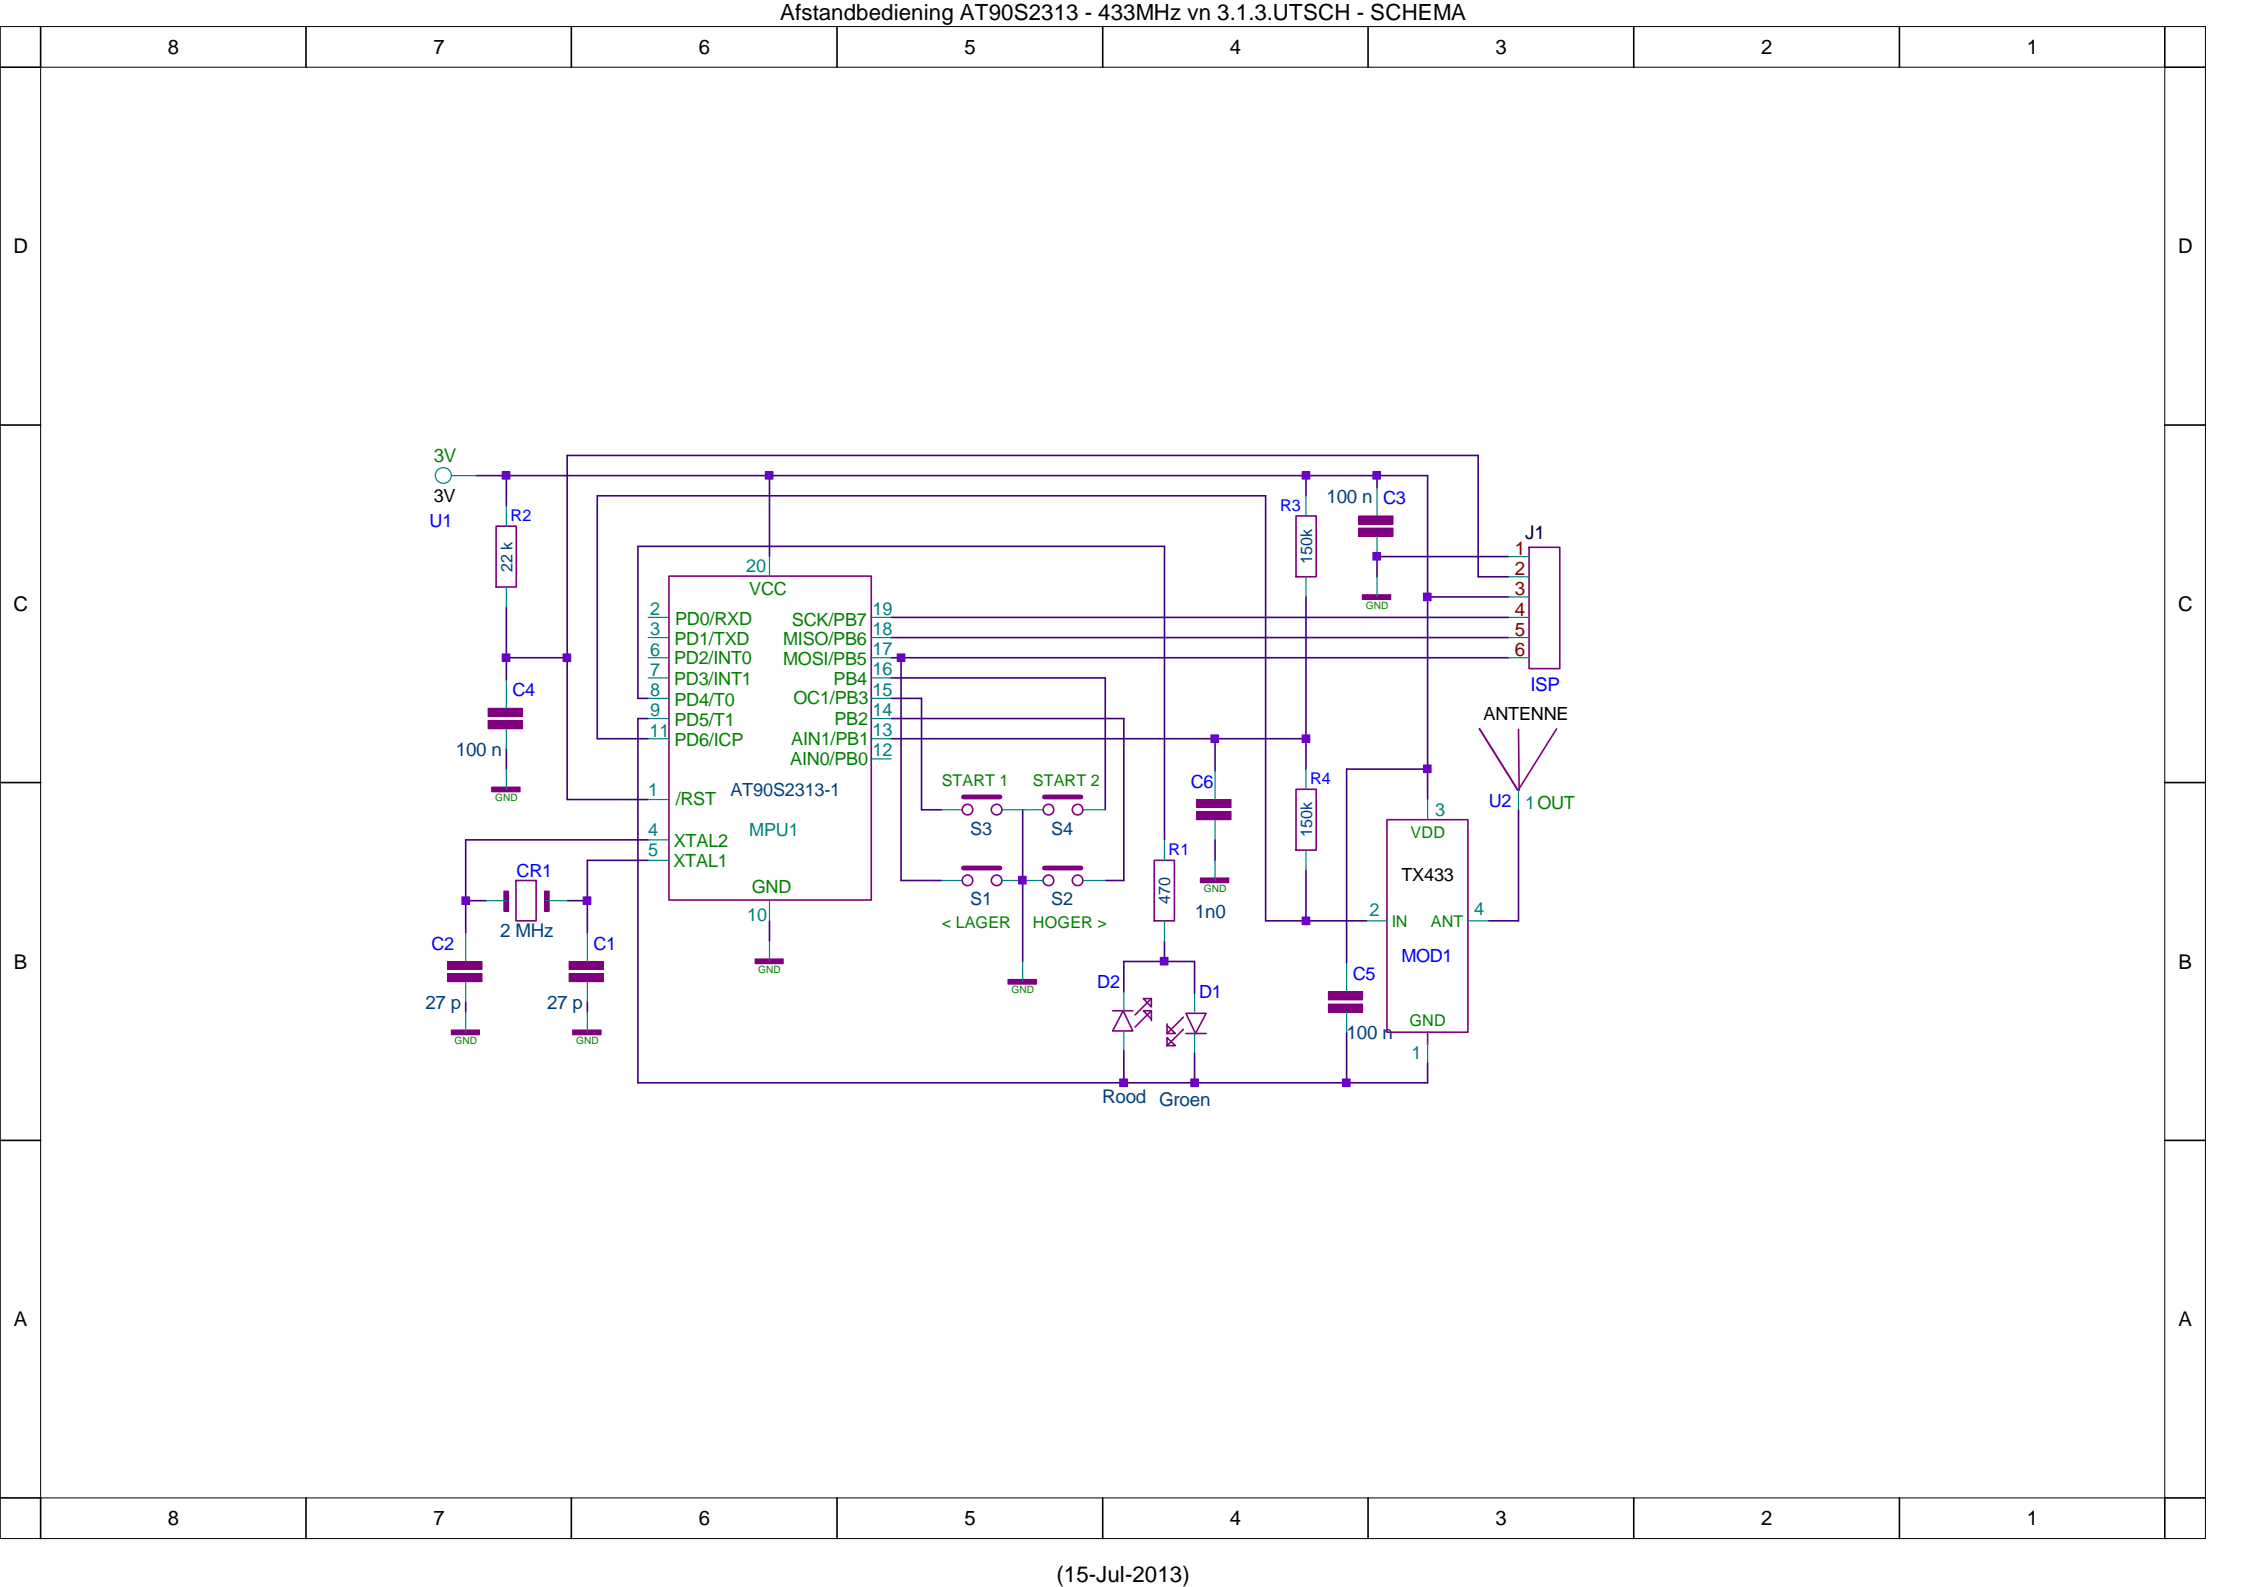 Afstandbediening AT90S2313 - 433MHz vn 3.1.3.UTSCH - SCHEMA
8 7 6 5 4 3 2 1
D D
3V
3V
U1
R2
22 k
C4
100 n
GND
R3
150k
100 n C3
GND
J1
1
2
3
4
5
6
ISP
20
VCC
2 PD0/RXD SCK/PB7 19
3 PD1/TXD MISO/PB6 18
6 PD2/INT0 MOSI/PB5 17
7 PD3/INT1 PB4 16
8 PD4/T0 OC1/PB3 15
9 PD5/T1 PB2 14
11 PD6/ICP AIN1/PB1 13
AIN0/PB0 12
1 /RST AT90S2313-1
4 XTAL2 MPU1
5 XTAL1
GND
10
GND
C C
ANTENNE
U2 1 OUT
START 1 START 2
S3 S4
S1 S2
< LAGER HOGER >
GND
C6
GND
1n0
R4
150k
R1
470
3
VDD
TX433
2 IN ANT 4
MOD1
GND
1
C5
100 n
CR1
2 MHz
C2
27 p
GND
C1
27 p
GND
D2
D1
Rood Groen
B B
A A
8 7 6 5 4 3 2 1
(15-Jul-2013)